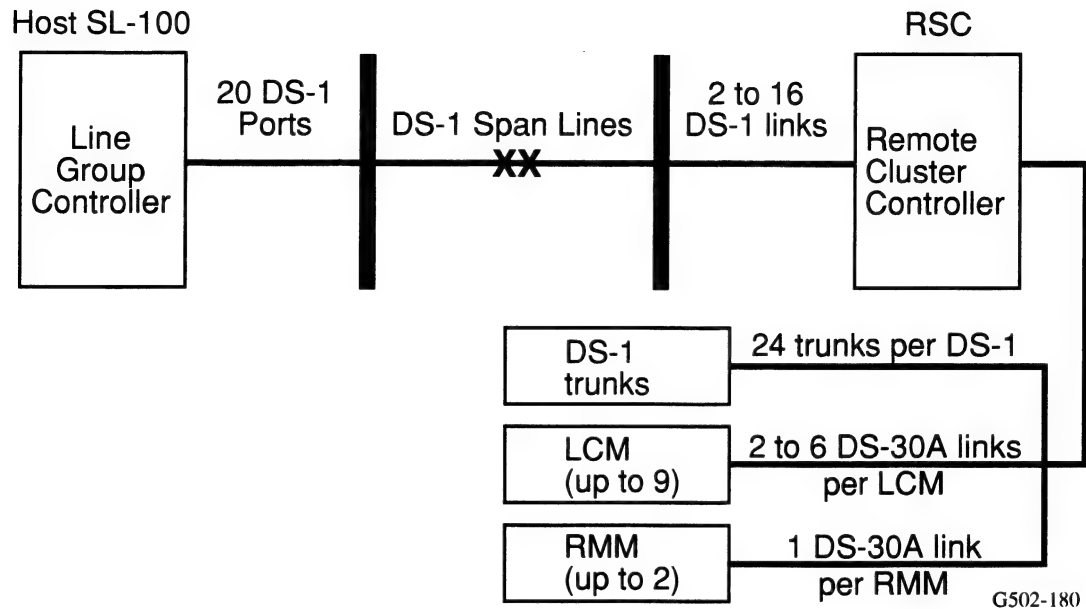 Host SL-100
RSC
Line
Group
Controller
20 DS-1
Ports
DS-1 Span Lines
XX
2 to 16
DS-1 links
Remote
Cluster
Controller
DS-1
trunks
24 trunks per DS-1
LCM
(up to 9)
2 to 6 DS-30A links
per LCM
RMM
(up to 2)
1 DS-30A link
per RMM
G502-180